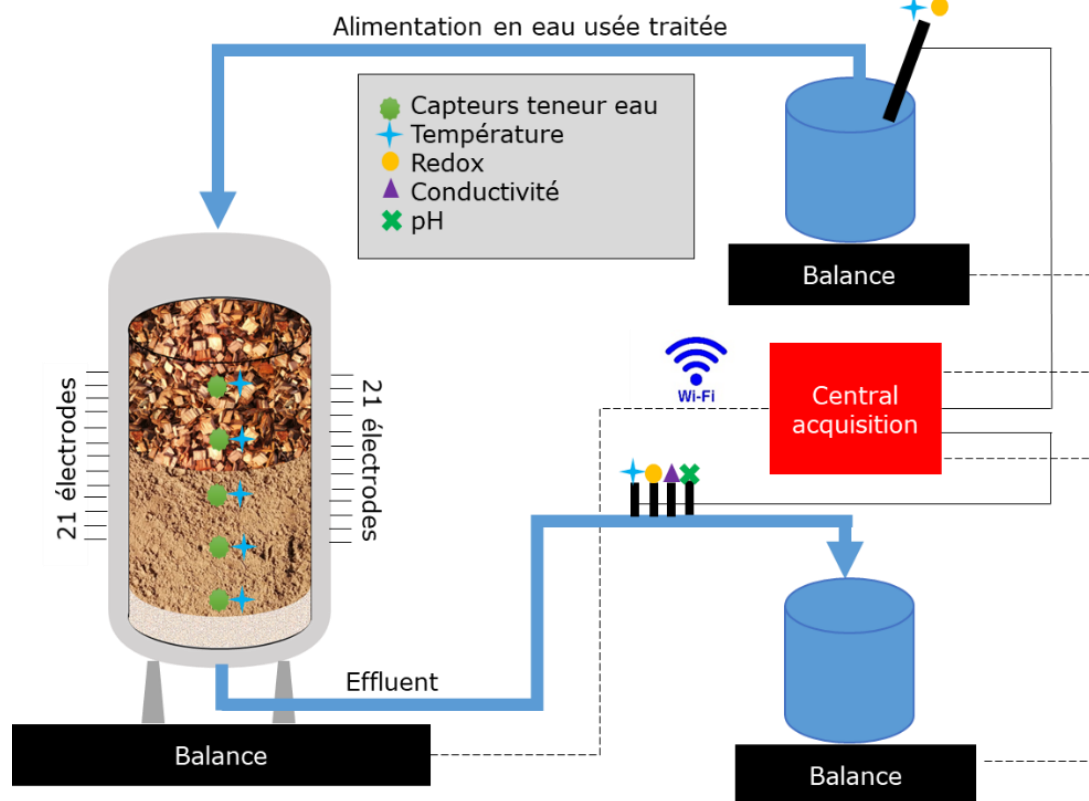 Alimentation en eau usée traitée
Capteurs teneur eau
Température
Redox
Conductivité
pH
Balance
Wi-Fi
Central
acquisition
21 électrodes
21 électrodes
Effluent
Balance
Balance